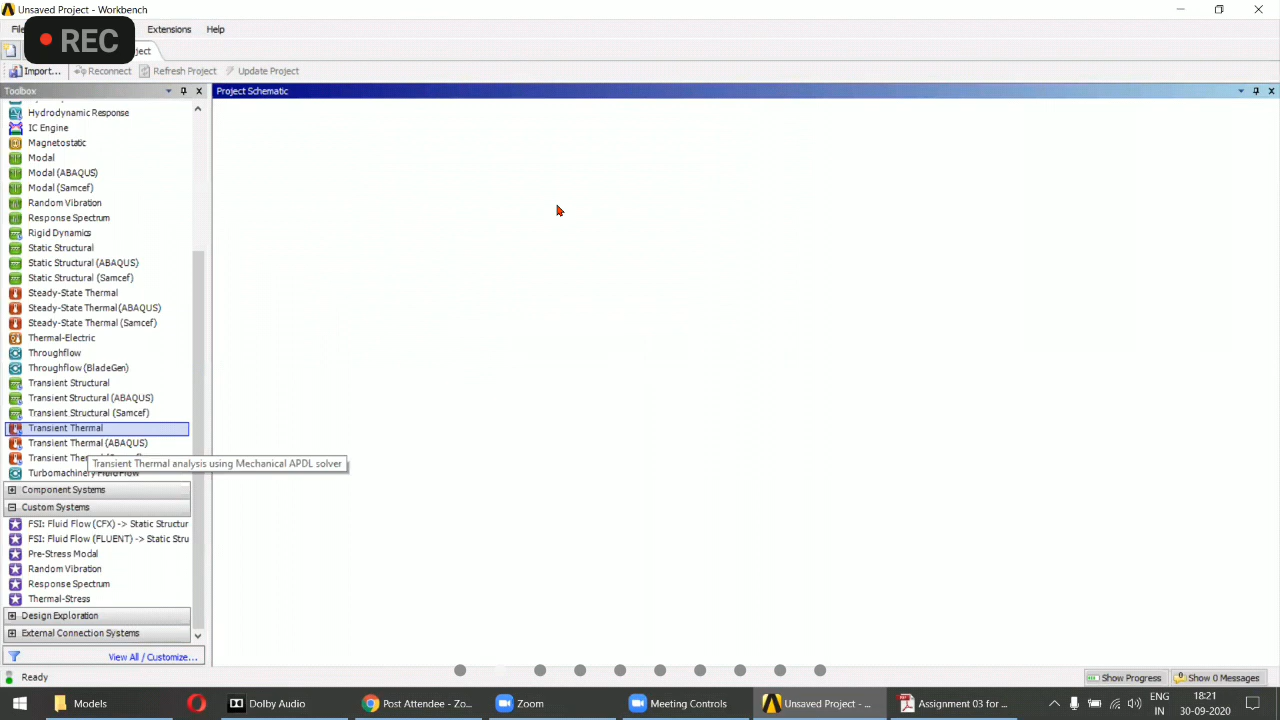 Unsaved Project - Workbench
Extensions Help
REC
Import... Reconnect Refresh Project Update Project
Toolbox
Project Schematic
Hydrodynamic Response
IC Engine
Magnetostatic
Modal
Modal (ABAQUS)
Modal (Samcef)
Random Vibration
Response Spectrum
Rigid Dynamics
Static Structural
Static Structural (ABAQUS)
Static Structural (Samcef)
Steady-State Thermal
Steady-State Thermal (ABAQUS)
Steady-State Thermal (Samcef)
Thermal-Electric
Throughflow
Throughflow (BladeGen)
Transient Structural
Transient Structural (ABAQUS)
Transient Structural (Samcef)
Transient Thermal
Transient Thermal (ABAQUS)
Transient
Transient Thermal analysis using Mechanical APDL solver
Turbomachinery Fluid Flow
Component Systems
Custom Systems
FSI: Fluid Flow (CFX) -> Static Structur
FSI: Fluid Flow (FLUENT) -> Static Stru
Pre-Stress Modal
Random Vibration
Response Spectrum
Thermal-Stress
Design Exploration
External Connection Systems
View All / Customize...
Ready
Show Progress Show 0 Messages
Models
Dolby Audio
Post Attendee - Zo...
Zoom
Meeting Controls
Unsaved Project - ...
Assignment 03 for ...
ENG
IN
18:21
30-09-2020